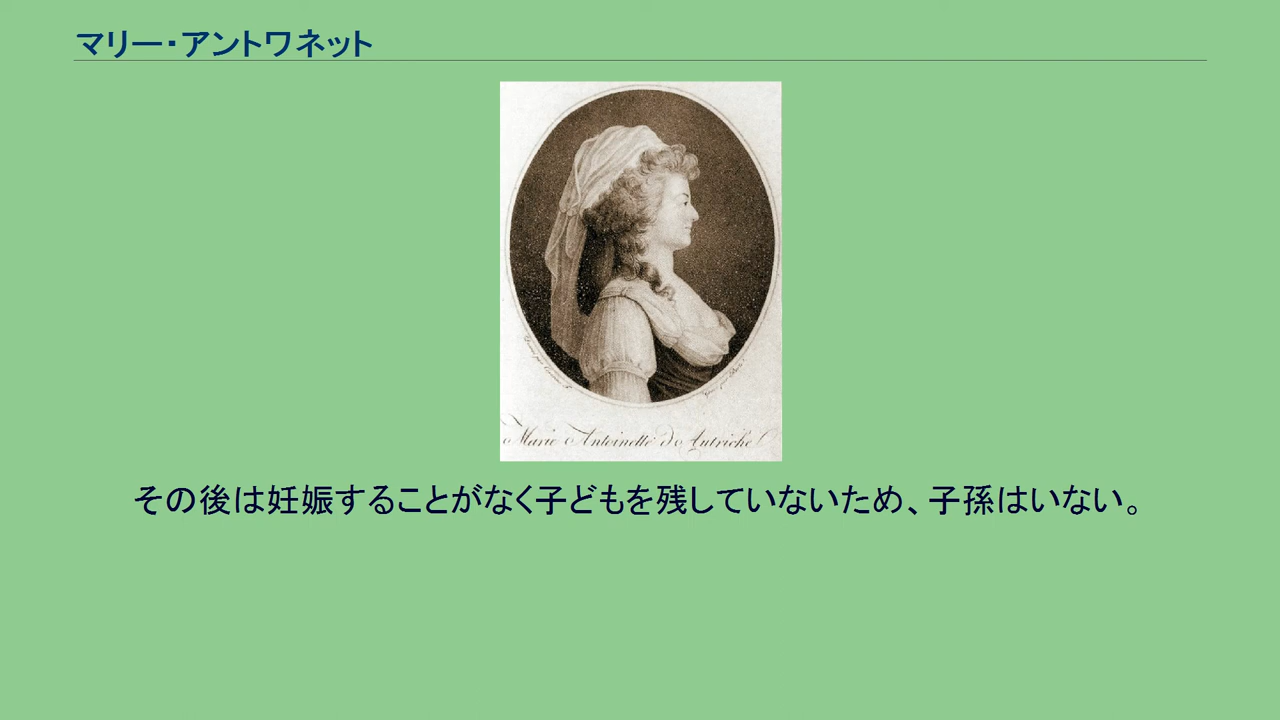 マリー・アントワネット
Marie Antoinette d'Autriche
その後は妊娠することがなく子どもを残していないため、子孫はいない。